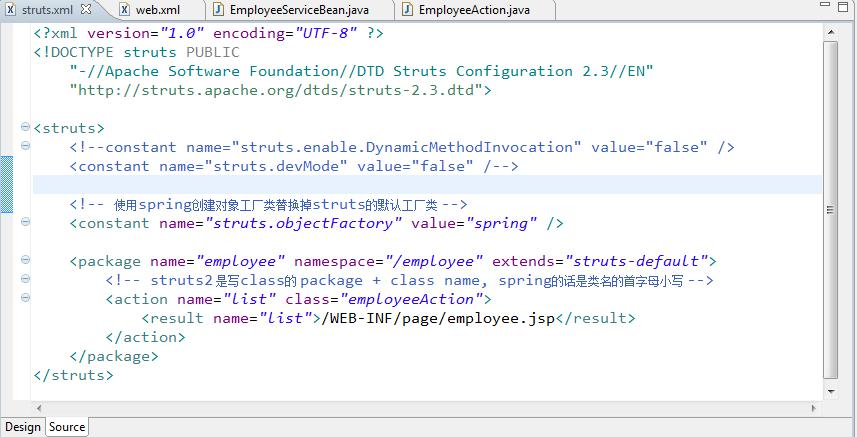 struts.xml web.xml EmployeeServiceBean.java EmployeeAction.java
<?xml version="1.0" encoding="UTF-8" ?>
<!DOCTYPE struts PUBLIC
"-//Apache Software Foundation//DTD Struts Configuration 2.3//EN"
"http://struts.apache.org/dtds/struts-2.3.dtd">
<struts>
<!--constant name="struts.enable.DynamicMethodInvocation" value="false" />
<constant name="struts.devMode" value="false" /-->
<!-- 使用spring创建对象工厂类替换掉struts的默认工厂类 -->
<constant name="struts.objectFactory" value="spring" />
<package name="employee" namespace="/employee" extends="struts-default">
<!-- struts2是写class的 package + class name, spring的话是类名的首字母小写 -->
<action name="list" class="employeeAction">
<result name="list">/WEB-INF/page/employee.jsp</result>
</action>
</package>
</struts>
Design Source